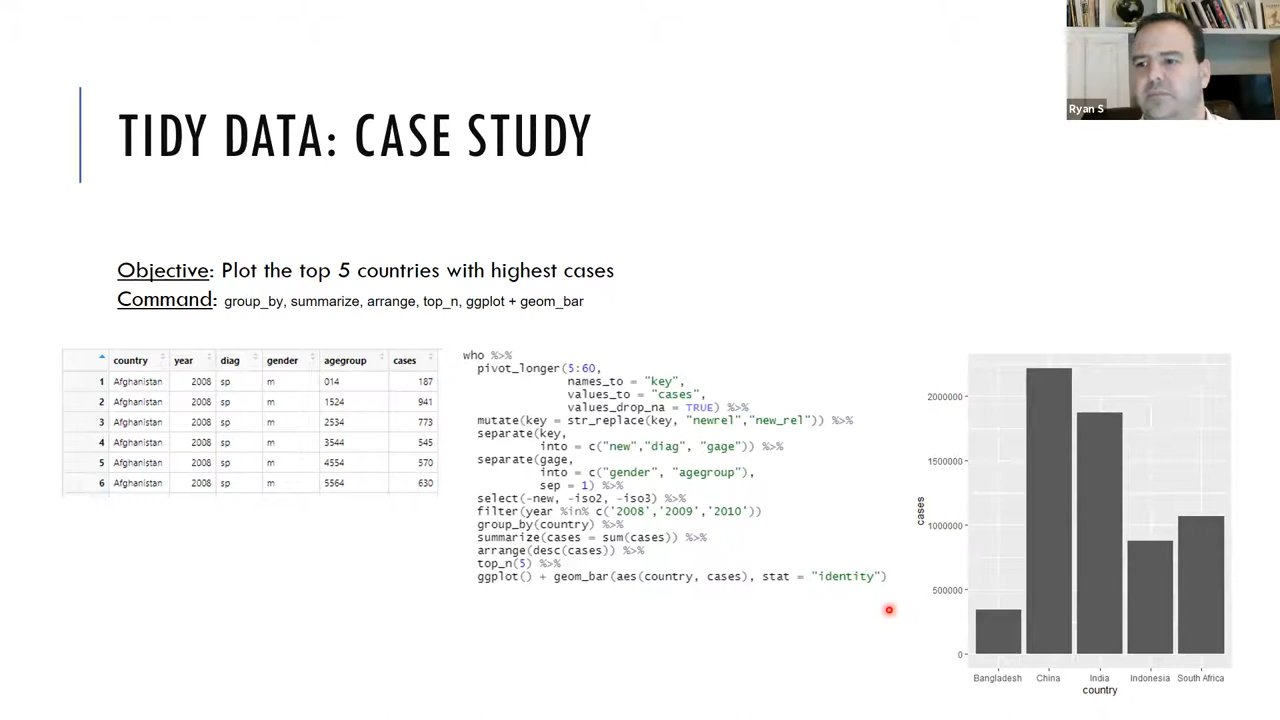 Ryan S
TIDY DATA: CASE STUDY
Objective: Plot the top 5 countries with highest cases
Command: group_by, summarize, arrange, top_n, ggplot + geom_bar
country year diag gender agegroup cases
1 Afghanistan 2008 sp m 014 187
2 Afghanistan 2008 sp m 1524 941
3 Afghanistan 2008 sp m 2534 773
4 Afghanistan 2008 sp m 3544 545
5 Afghanistan 2008 sp m 4554 570
6 Afghanistan 2008 sp m 5564 630
who %>%
pivot_longer(5:60,
names_to = "key",
values_to = "cases",
values_drop_na = TRUE) %>%
mutate(key = str_replace(key, "newrel","new_rel")) %>%
separate(key,
into = c("new","diag", "gage")) %>%
separate(gage,
into = c("gender", "agegroup"),
sep = 1) %>%
select(-new, -iso2, -iso3) %>%
filter(year %in% c('2008','2009','2010'))
group_by(country) %>%
summarize(cases = sum(cases)) %>%
arrange(desc(cases)) %>%
top_n(5) %>%
ggplot() + geom_bar(aes(country, cases), stat = "identity")
cases
2000000
1500000
1000000
500000
0
Bangladesh China India Indonesia South Africa
country